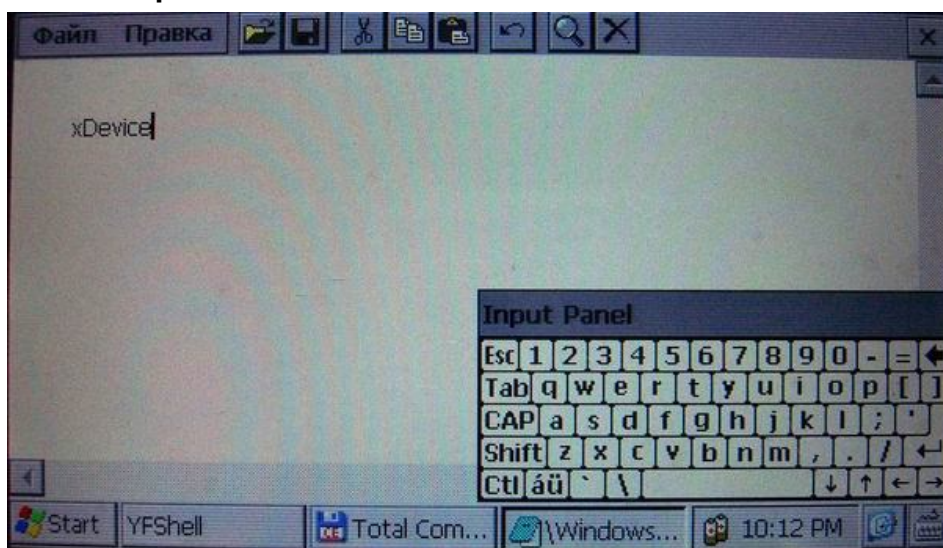 Файл Правка
xDevice
Input Panel
Esc 1 2 3 4 5 6 7 8 9 0 - = ←
Tab q w e r t y u i o p [ ]
CAP a s d f g h j k l ; '
Shift z x c v b n m , . / ↵
Ctl áü ` \ ↓ ↑ ← →
Start YFShell Total Com... \Windows... 10:12 PM